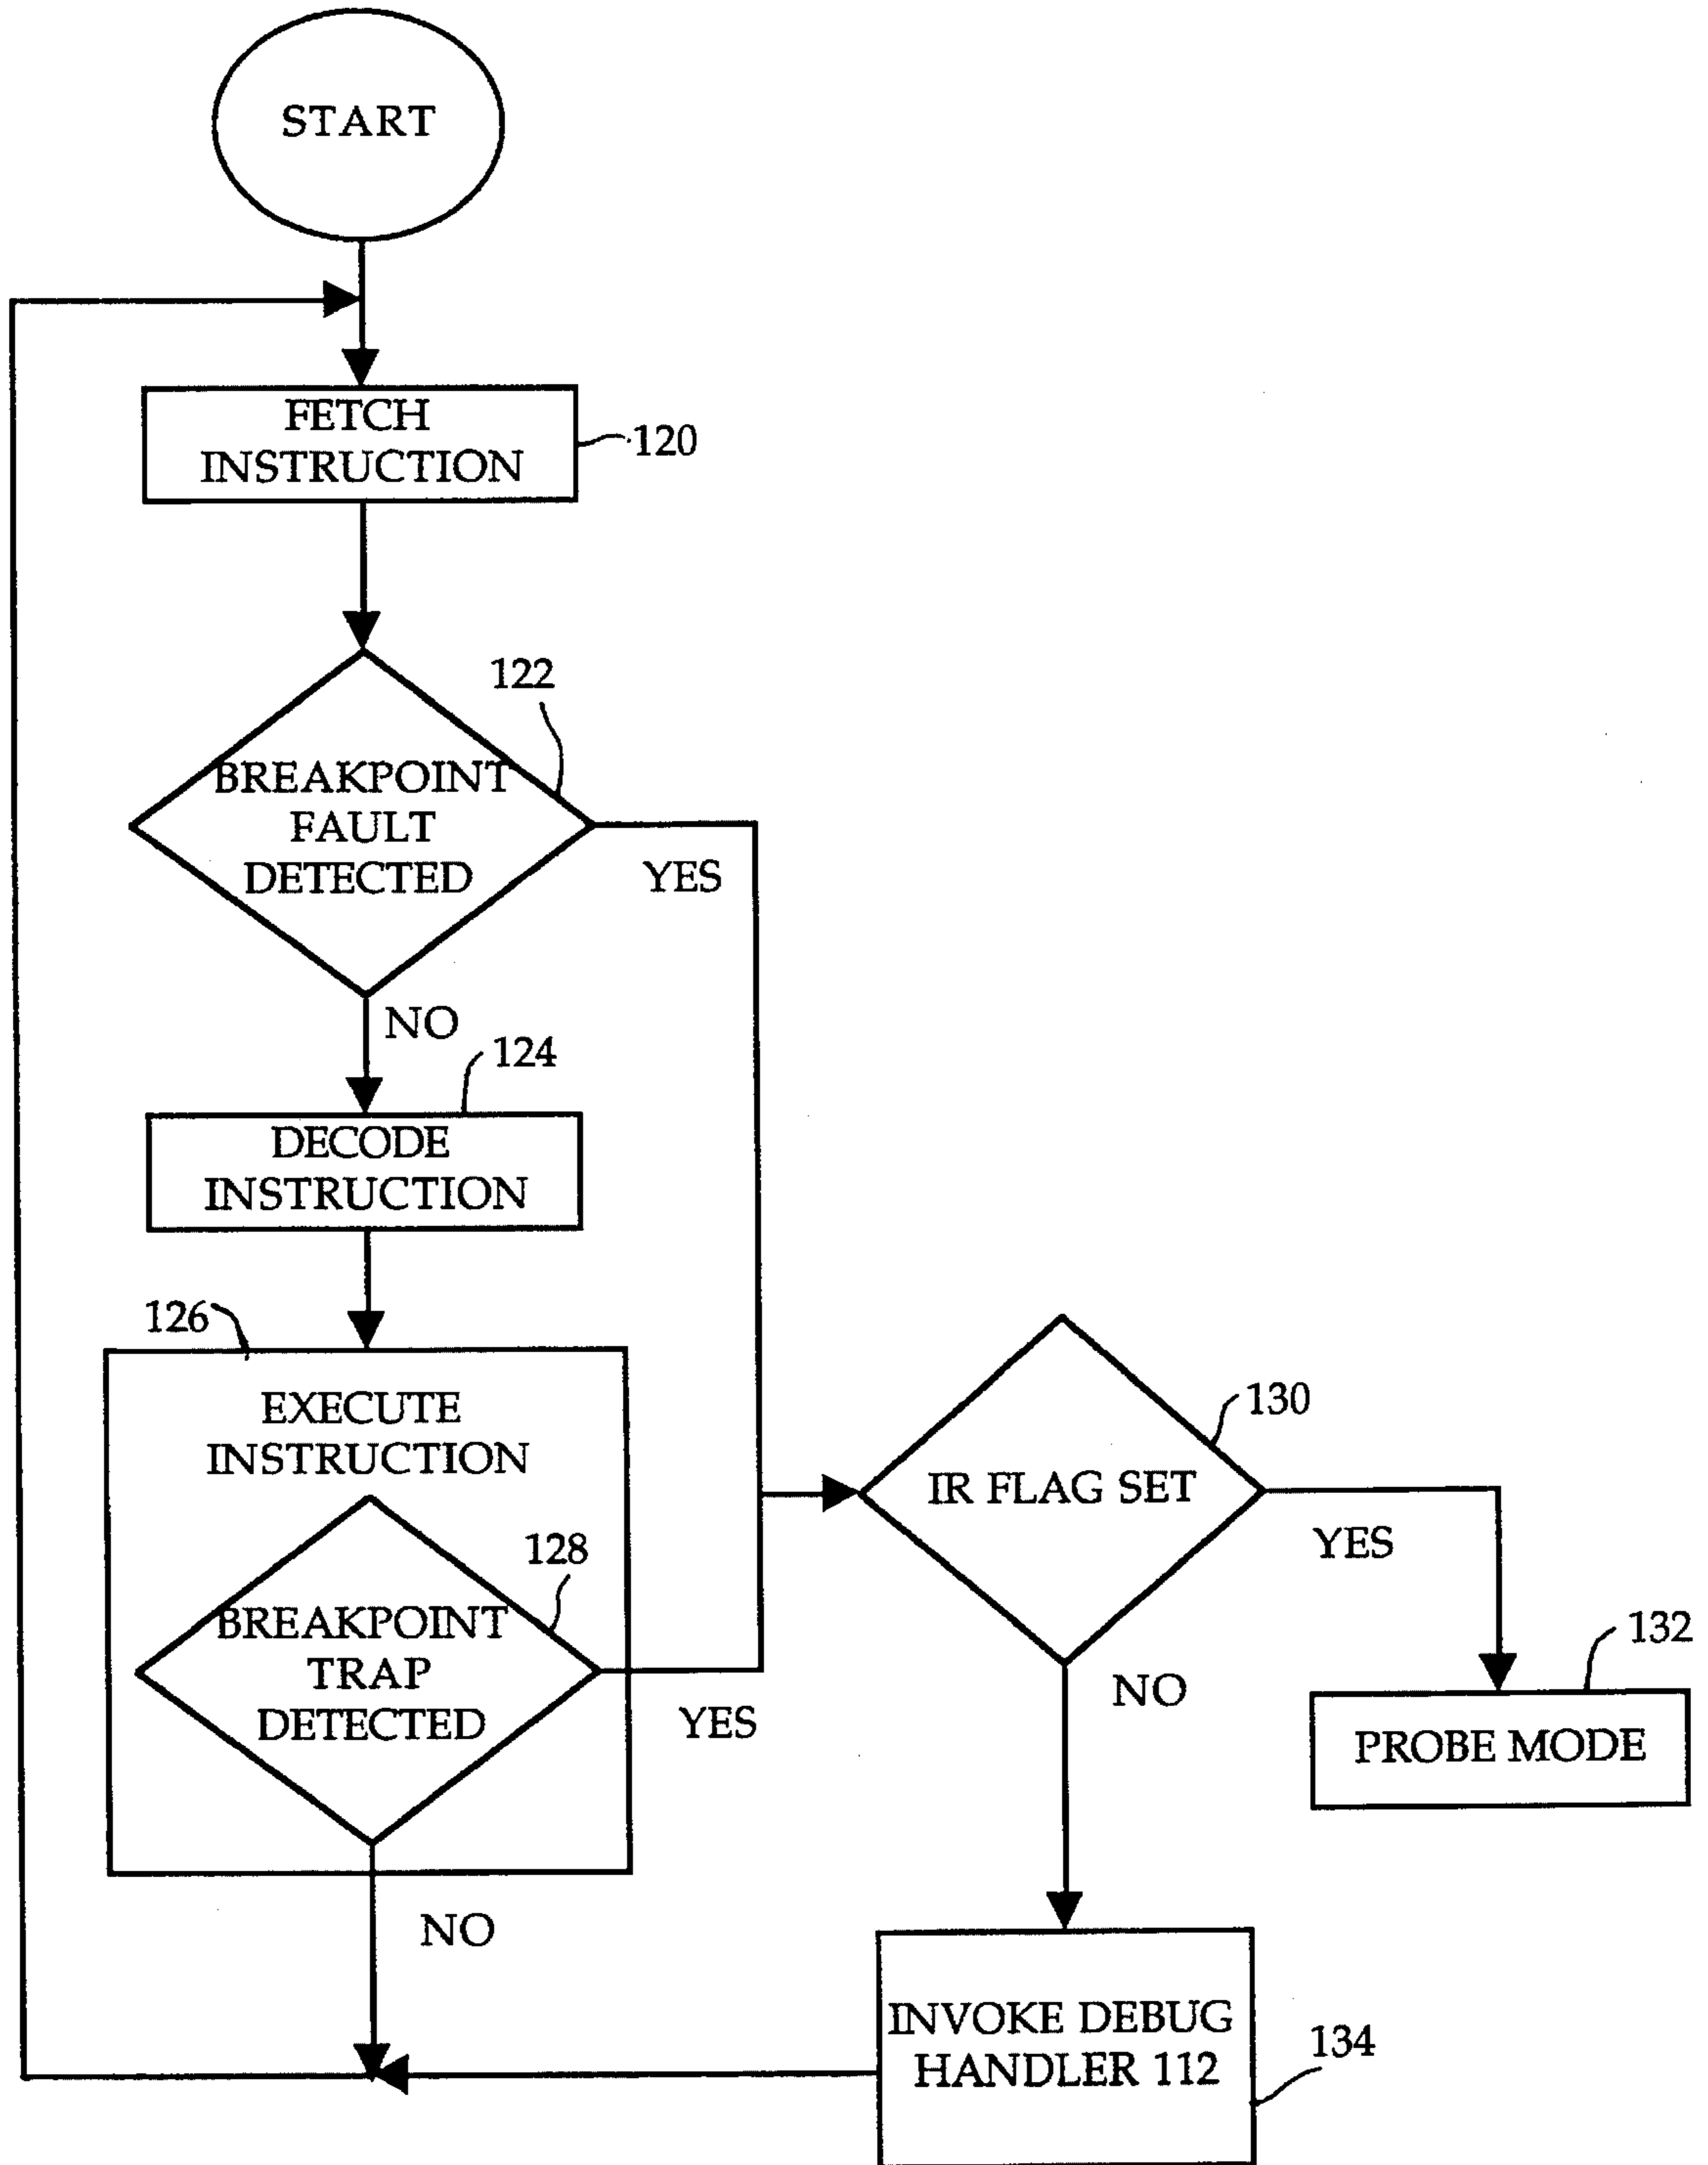 START
FETCH
INSTRUCTION
120
122
BREAKPOINT
FAULT
DETECTED
YES
NO
124
DECODE
INSTRUCTION
126
EXECUTE
INSTRUCTION
128
BREAKPOINT
TRAP
DETECTED
YES
NO
130
IR FLAG SET
YES
NO
132
PROBE MODE
INVOKE DEBUG
HANDLER 112
134